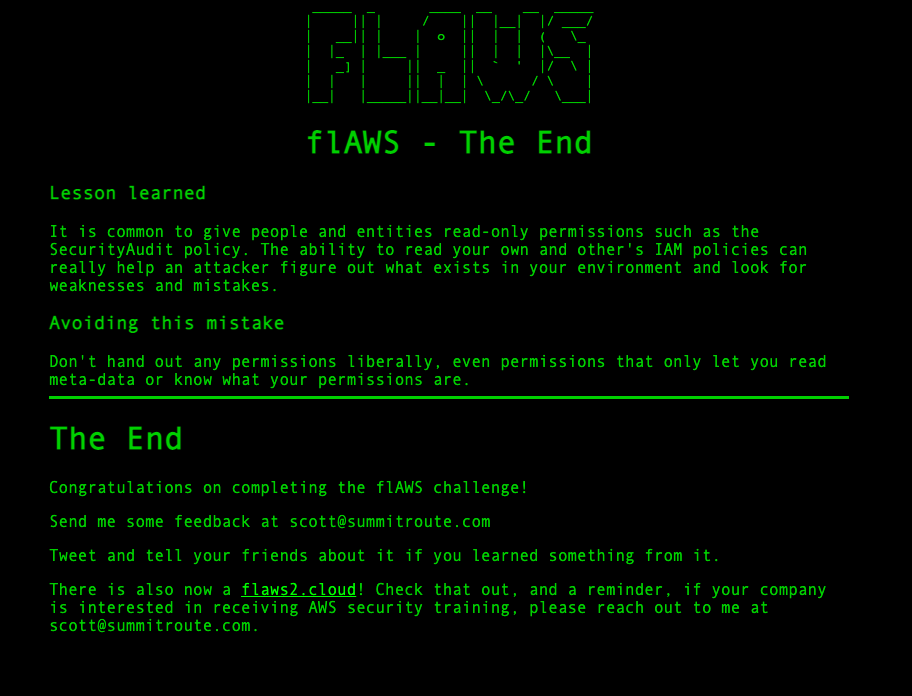 FLAWS
flAWS - The End
Lesson learned
It is common to give people and entities read-only permissions such as the
SecurityAudit policy. The ability to read your own and other's IAM policies can
really help an attacker figure out what exists in your environment and look for
weaknesses and mistakes.
Avoiding this mistake
Don't hand out any permissions liberally, even permissions that only let you read
meta-data or know what your permissions are.
The End
Congratulations on completing the flAWS challenge!
Send me some feedback at scott@summitroute.com
Tweet and tell your friends about it if you learned something from it.
There is also now a flaws2.cloud! Check that out, and a reminder, if your company
is interested in receiving AWS security training, please reach out to me at
scott@summitroute.com.